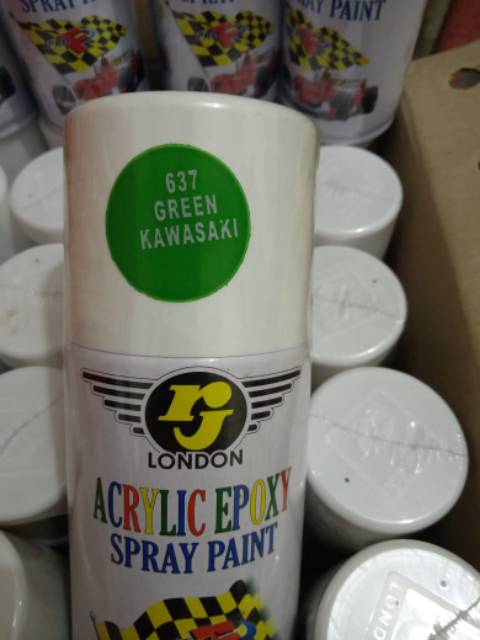 SPRAY PAINT
637
GREEN
KAWASAKI
rj
LONDON
ACRYLIC EPOXY
SPRAY PAINT